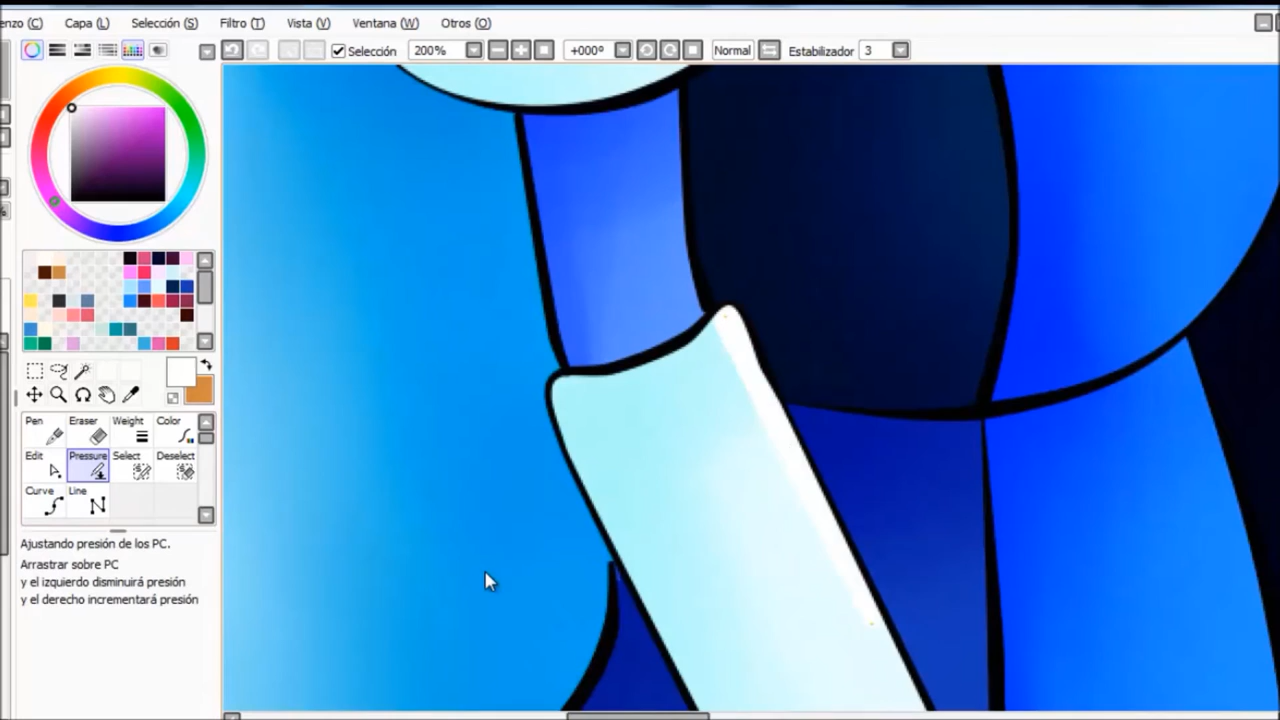 enzo (C) Capa (L) Selección (S) Filtro (T) Vista (V) Ventana (W) Otros (O)
Selección 200% +000º Normal Estabilizador 3
Pen Eraser Weight Color
Edit Pressure Select Deselect
Curve Line
Ajustando presión de los PC.
Arrastrar sobre PC
y el izquierdo disminuirá presión
y el derecho incrementará presión